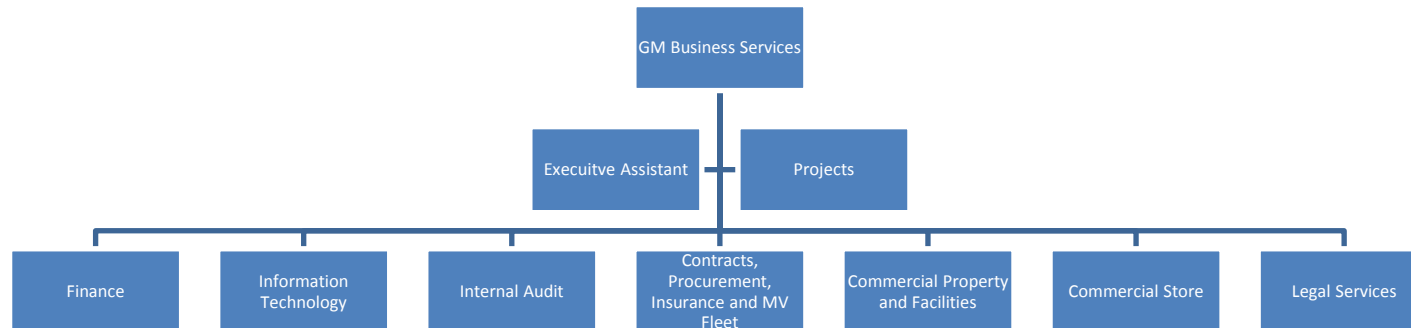 GM Business Services
Execuitve Assistant
Projects
Finance
Information
Technology
Internal Audit
Contracts,
Procurement,
Insurance and MV
Fleet
Commercial Property
and Facilities
Commercial Store
Legal Services